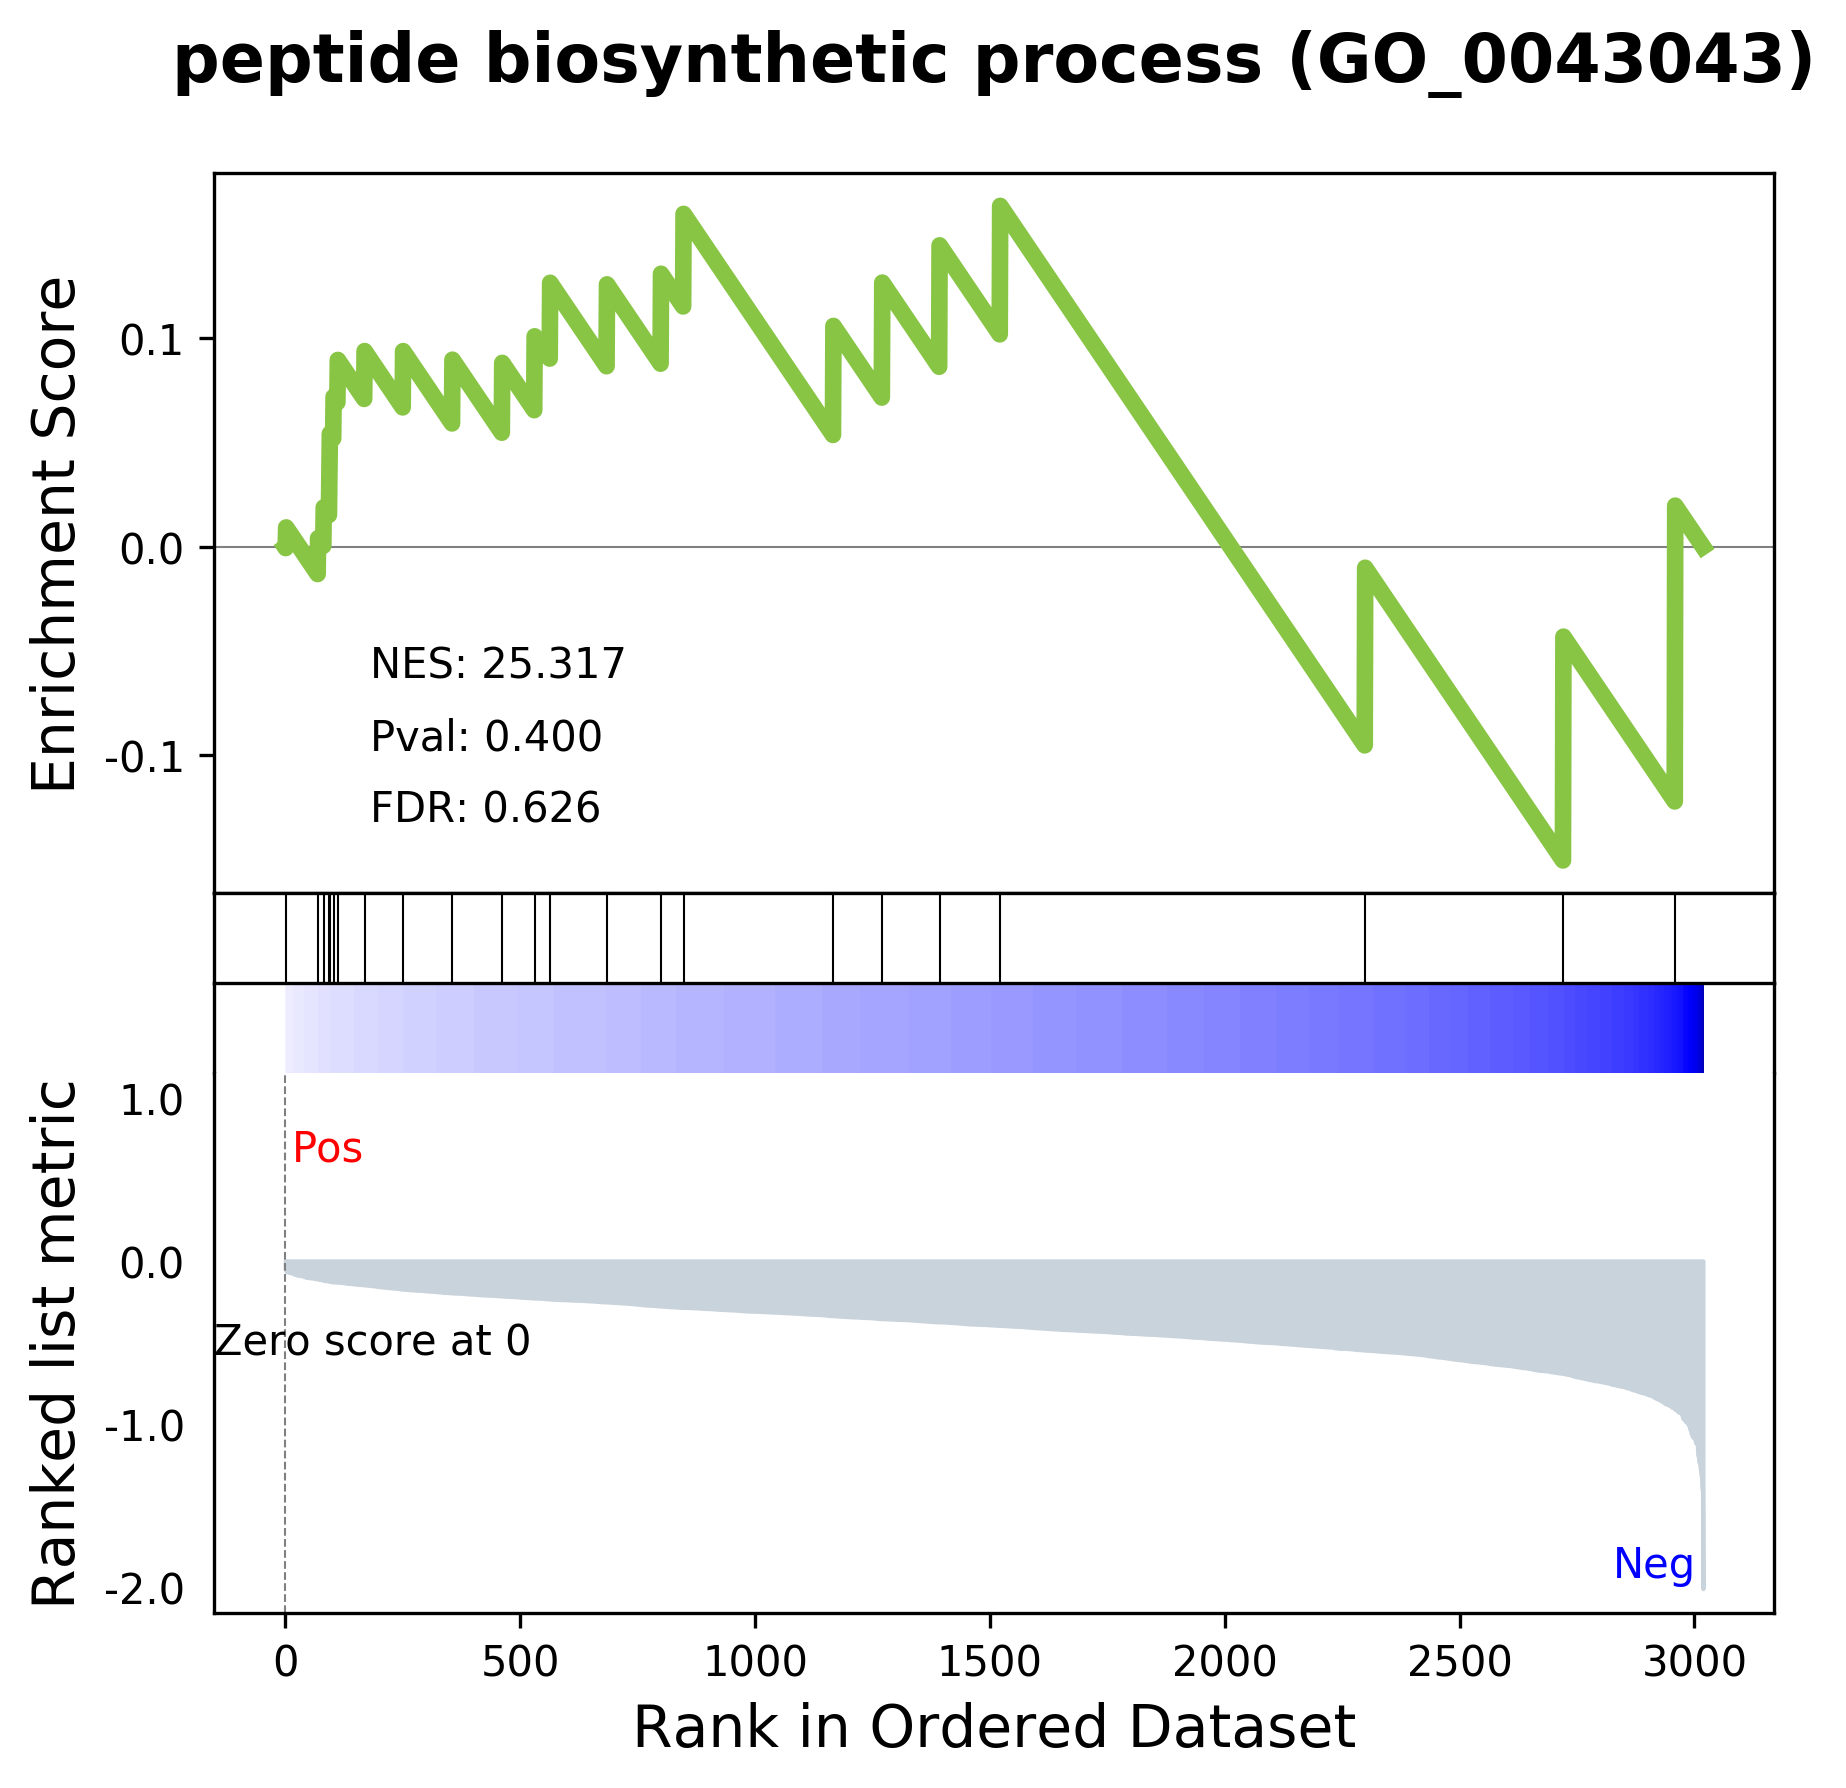 peptide biosynthetic process (GO_0043043)
Enrichment Score
0.1
0.0
-0.1
NES: 25.317
Pval: 0.400
FDR: 0.626
Ranked list metric
1.0
0.0
-1.0
-2.0
Pos
Zero score at 0
Neg
0 500 1000 1500 2000 2500 3000
Rank in Ordered Dataset